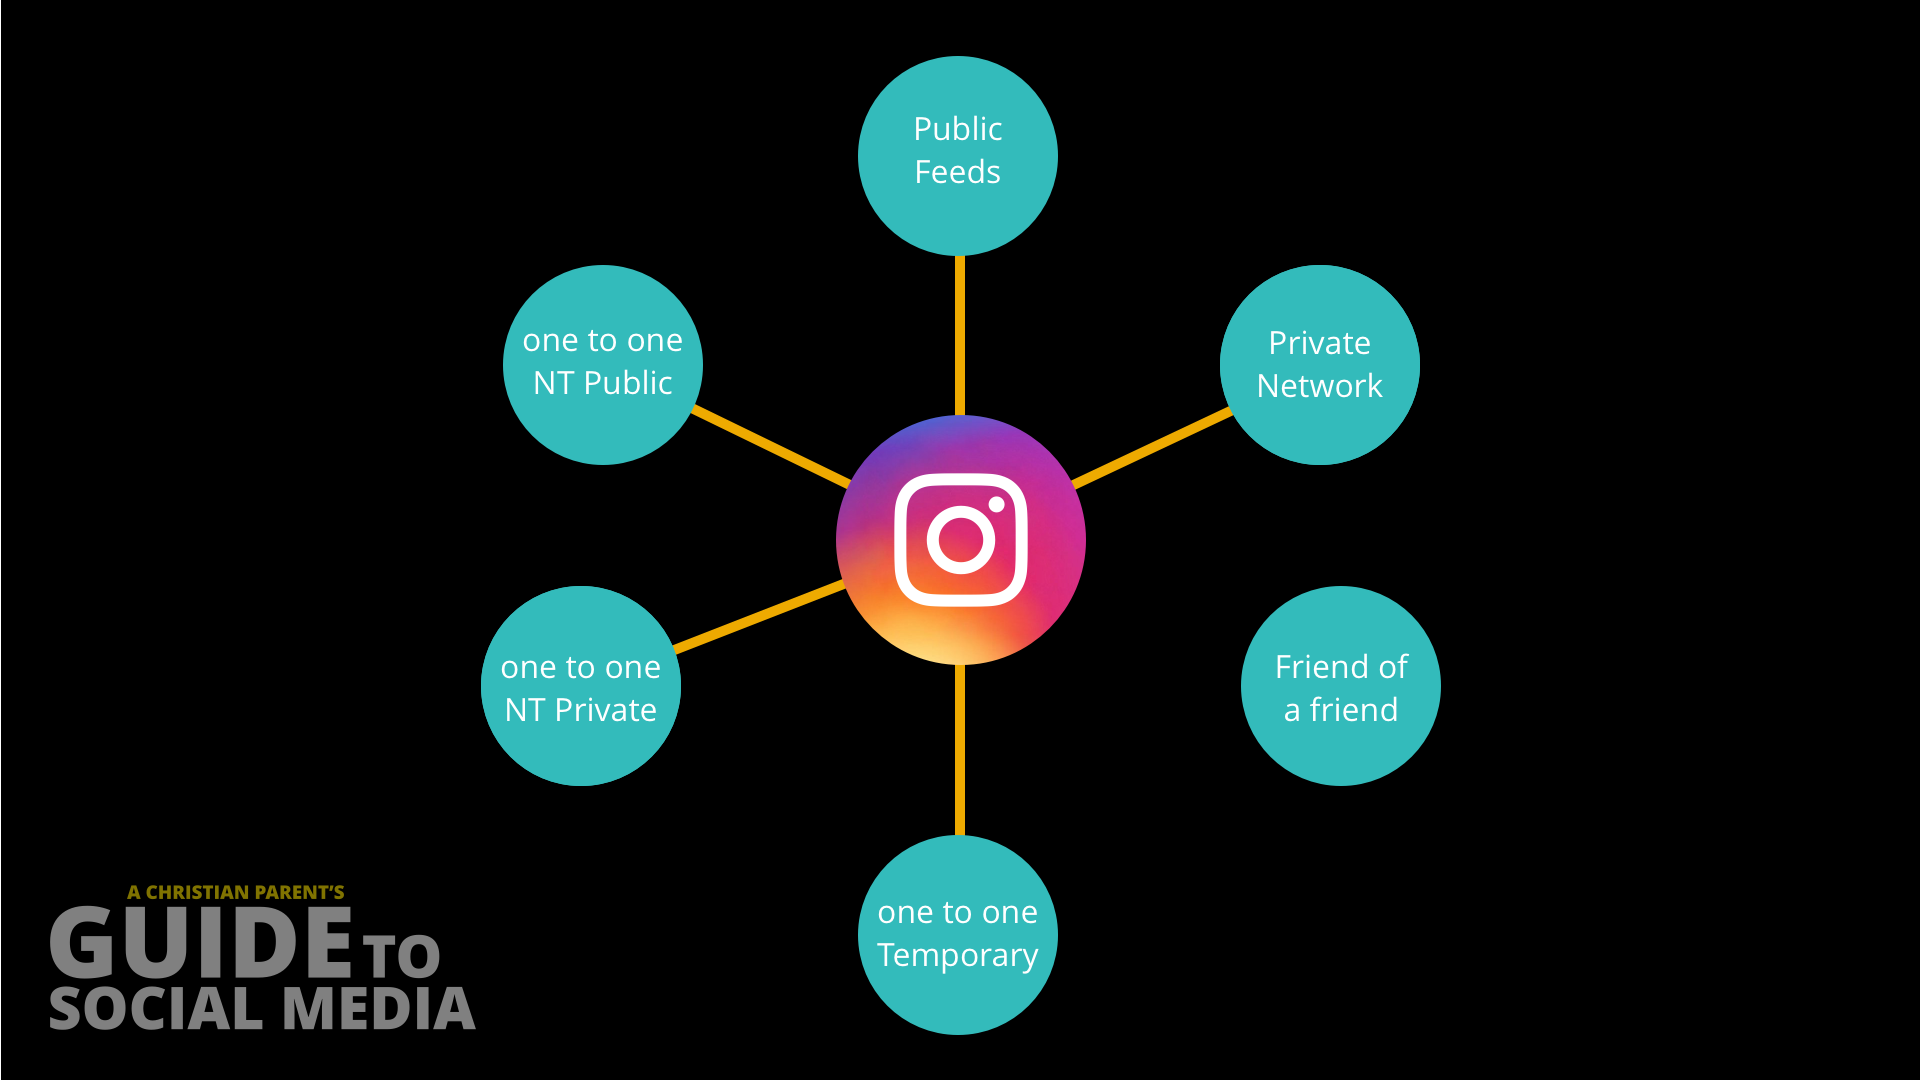 Public
Feeds
one to one
NT Public
Private
Network
one to one
NT Private
Friend of
a friend
one to one
Temporary
A CHRISTIAN PARENT'S
GUIDE TO
SOCIAL MEDIA